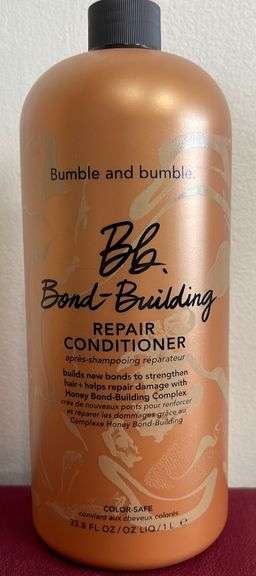 Bumble and bumble.
Bb.
Bond-Building
REPAIR
CONDITIONER
après-shampooing réparateur
builds new bonds to strengthen
hair + helps repair damage with
Honey Bond-Building Complex
crée de nouveaux ponts pour renforcer
et réparer les dommages grâce au
Complexe Honey Bond-Building
COLOR-SAFE
convient aux cheveux colorés
33.8 FL OZ/OZ LIQ/1 L ℮